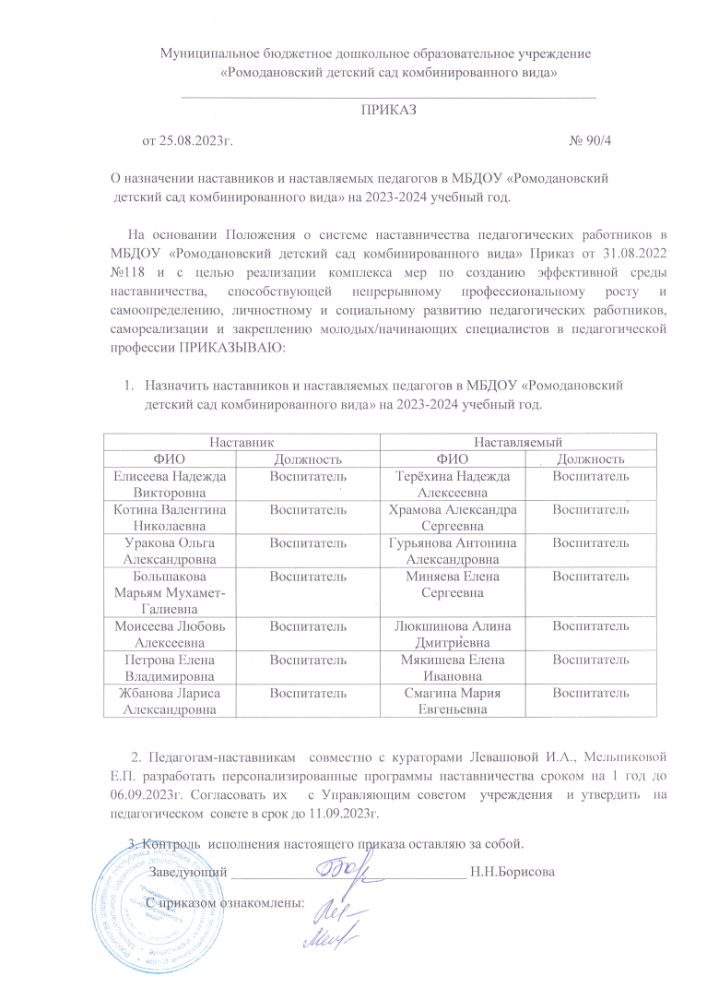 Муниципальное бюджетное дошкольное образовательное учреждение
«Ромодановский детский сад комбинированного вида»
ПРИКАЗ
от 25.08.2023г. № 90/4
О назначении наставников и наставляемых педагогов в МБДОУ «Ромодановский
детский сад комбинированного вида» на 2023-2024 учебный год.
На основании Положения о системе наставничества педагогических работников в
МБДОУ «Ромодановский детский сад комбинированного вида» Приказ от 31.08.2022
№118 и с целью реализации комплекса мер по созданию эффективной среды
наставничества, способствующей непрерывному профессиональному росту и
самоопределению, личностному и социальному развитию педагогических работников,
самореализации и закреплению молодых/начинающих специалистов в педагогической
профессии ПРИКАЗЫВАЮ:
1. Назначить наставников и наставляемых педагогов в МБДОУ «Ромодановский
детский сад комбинированного вида» на 2023-2024 учебный год.
Наставник Наставляемый
ФИО Должность ФИО Должность
Елисеева Надежда Воспитатель Терёхина Надежда Воспитатель
Викторовна Алексеевна
Котина Валентина Воспитатель Храмова Александра Воспитатель
Николаевна Сергеевна
Уракова Ольга Воспитатель Гурьянова Антонина Воспитатель
Александровна Александровна
Большакова Воспитатель Миняева Елена Воспитатель
Марьям Мухамет- Сергеевна
Галиевна
Моисеева Любовь Воспитатель Люкшинова Алина Воспитатель
Алексеевна Дмитриевна
Петрова Елена Воспитатель Мякишева Елена Воспитатель
Владимировна Ивановна
Жбанова Лариса Воспитатель Смагина Мария Воспитатель
Александровна Евгеньевна
2. Педагогам-наставникам совместно с кураторами Левашовой И.А., Мельниковой
Е.П. разработать персонализированные программы наставничества сроком на 1 год до
06.09.2023г. Согласовать их с Управляющим советом учреждения и утвердить на
педагогическом совете в срок до 11.09.2023г.
3. Контроль исполнения настоящего приказа оставляю за собой.
Заведующий Н.Н.Борисова
С приказом ознакомлены: